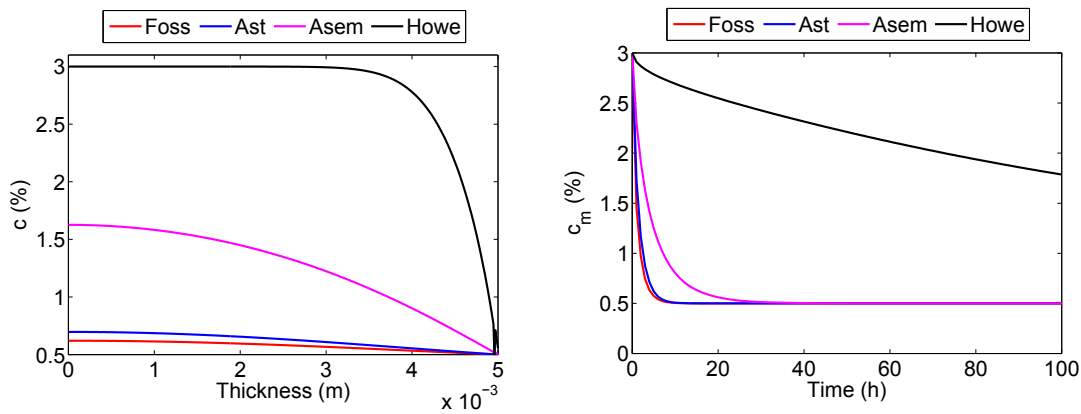 Foss Ast Asem Howe
3
2.5
2
1.5
1
0.5
c (%)
0 1 2 3 4 5
Thickness (m)
x 10⁻³
Foss Ast Asem Howe
3
2.5
2
1.5
1
0.5
0
c_m (%)
0 20 40 60 80 100
Time (h)